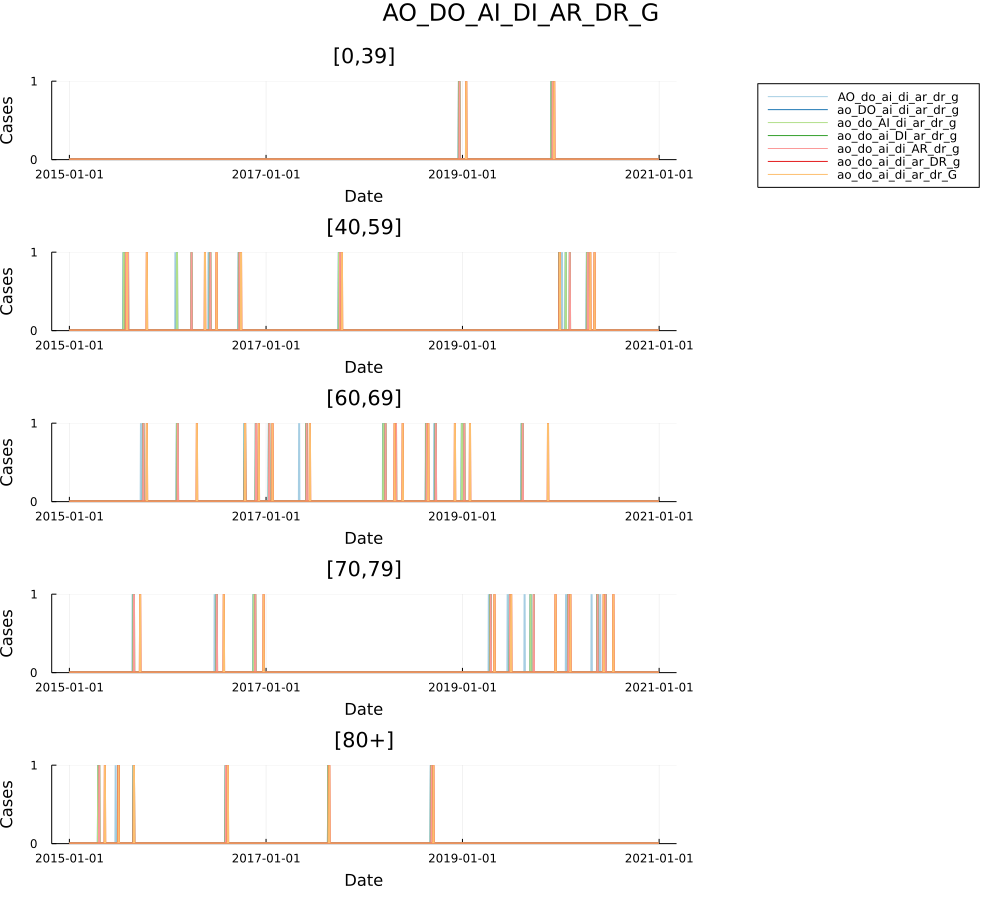 AO_DO_AI_DI_AR_DR_G
[0,39]
Cases
1
0
2015-01-01 2017-01-01 2019-01-01 2021-01-01
Date
AO_do_ai_di_ar_dr_g
ao_DO_ai_di_ar_dr_g
ao_do_AI_di_ar_dr_g
ao_do_ai_DI_ar_dr_g
ao_do_ai_di_AR_dr_g
ao_do_ai_di_ar_DR_g
ao_do_ai_di_ar_dr_G
[40,59]
Cases
1
0
2015-01-01 2017-01-01 2019-01-01 2021-01-01
Date
[60,69]
Cases
1
0
2015-01-01 2017-01-01 2019-01-01 2021-01-01
Date
[70,79]
Cases
1
0
2015-01-01 2017-01-01 2019-01-01 2021-01-01
Date
[80+]
Cases
1
0
2015-01-01 2017-01-01 2019-01-01 2021-01-01
Date